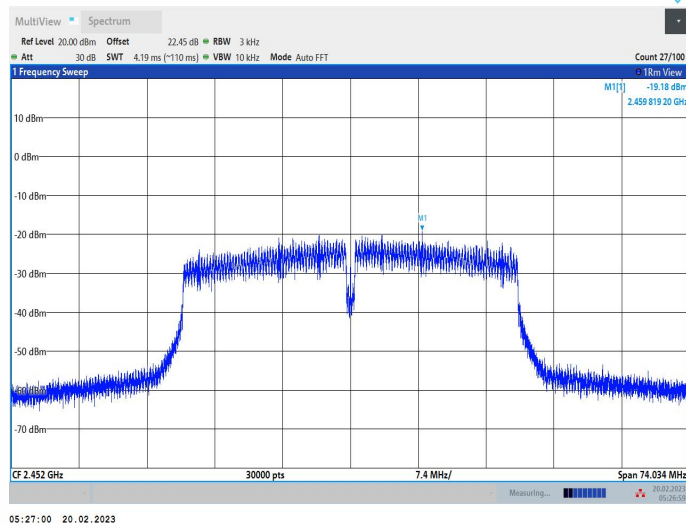 MultiView Spectrum
Ref Level 20.00 dBm Offset 22.45 dB RBW 3 kHz
Att 30 dB SWT 4.19 ms (~110 ms) VBW 10 kHz Mode Auto FFT Count 27/100
1 Frequency Sweep 1Rm View
M1[1] -19.18 dBm
2.459 819 20 GHz
10 dBm
0 dBm
-10 dBm
M1
-20 dBm
-30 dBm
-40 dBm
-50 dBm
-60 dBm
-70 dBm
CF 2.452 GHz 30000 pts 7.4 MHz/ Span 74.034 MHz
Measuring... 20.02.2023
05:26:59
05:27:00 20.02.2023